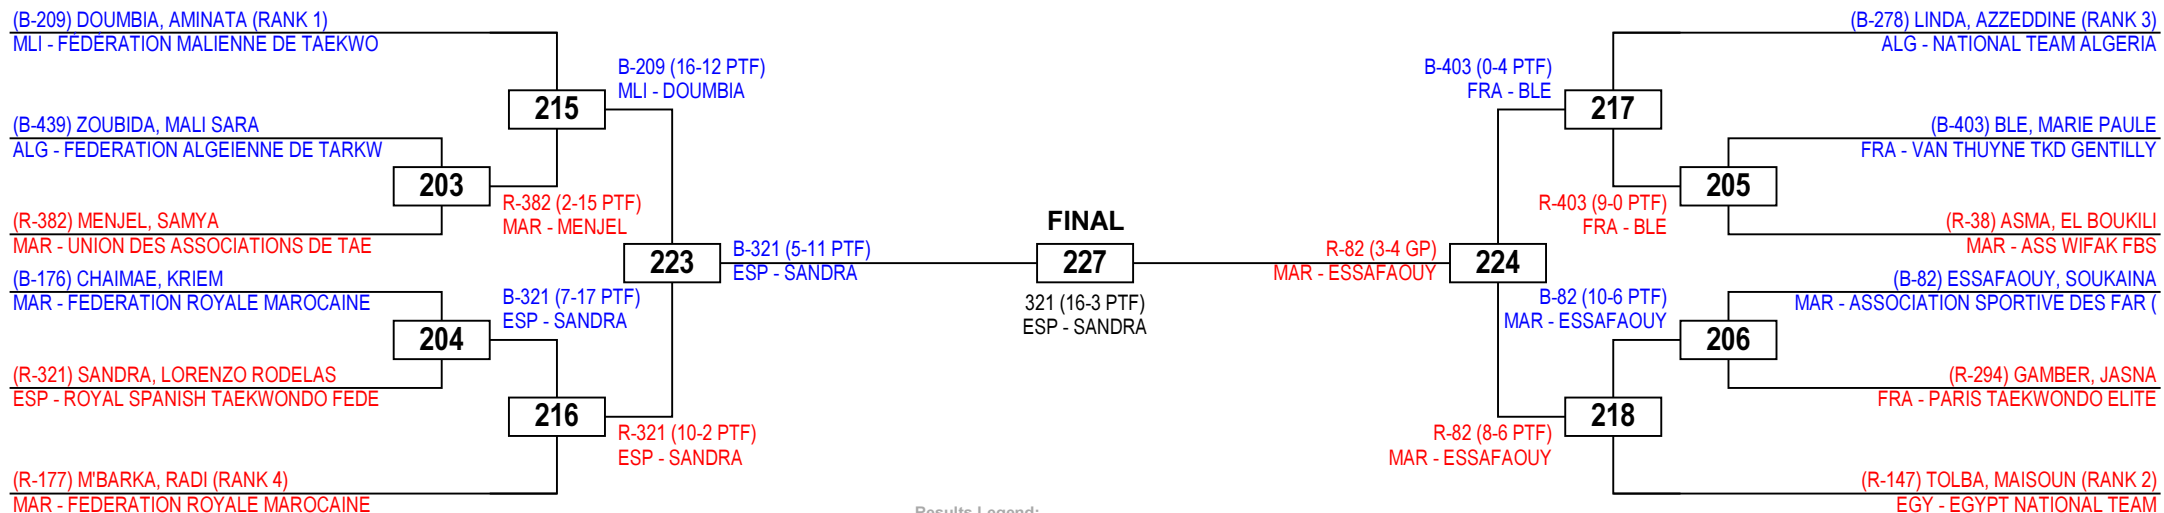 (B-209) DOUMBIA, AMINATA (RANK 1)
MLI - FÉDÉRATION MALIENNE DE TAEKWO
B-209 (16-12 PTF)
MLI - DOUMBIA
215
(B-439) ZOUBIDA, MALI SARA
ALG - FEDERATION ALGEIENNE DE TARKW
203
(R-382) MENJEL, SAMYA
MAR - UNION DES ASSOCIATIONS DE TAE
R-382 (2-15 PTF)
MAR - MENJEL
223
B-321 (5-11 PTF)
ESP - SANDRA
(B-176) CHAIMAE, KRIEM
MAR - FEDERATION ROYALE MAROCAINE
B-321 (7-17 PTF)
ESP - SANDRA
204
(R-321) SANDRA, LORENZO RODELAS
ESP - ROYAL SPANISH TAEKWONDO FEDE
216
R-321 (10-2 PTF)
ESP - SANDRA
(R-177) M'BARKA, RADI (RANK 4)
MAR - FEDERATION ROYALE MAROCAINE
FINAL
227
321 (16-3 PTF)
ESP - SANDRA
(B-278) LINDA, AZZEDDINE (RANK 3)
ALG - NATIONAL TEAM ALGERIA
B-403 (0-4 PTF)
FRA - BLE
217
(B-403) BLE, MARIE PAULE
FRA - VAN THUYNE TKD GENTILLY
205
R-403 (9-0 PTF)
FRA - BLE
(R-38) ASMA, EL BOUKILI
MAR - ASS WIFAK FBS
R-82 (3-4 GP)
MAR - ESSAFAOUY
224
(B-82) ESSAFAOUY, SOUKAINA
MAR - ASSOCIATION SPORTIVE DES FAR (
B-82 (10-6 PTF)
MAR - ESSAFAOUY
206
(R-294) GAMBER, JASNA
FRA - PARIS TAEKWONDO ELITE
218
R-82 (8-6 PTF)
MAR - ESSAFAOUY
(R-147) TOLBA, MAISOUN (RANK 2)
EGY - EGYPT NATIONAL TEAM
Results Legend: